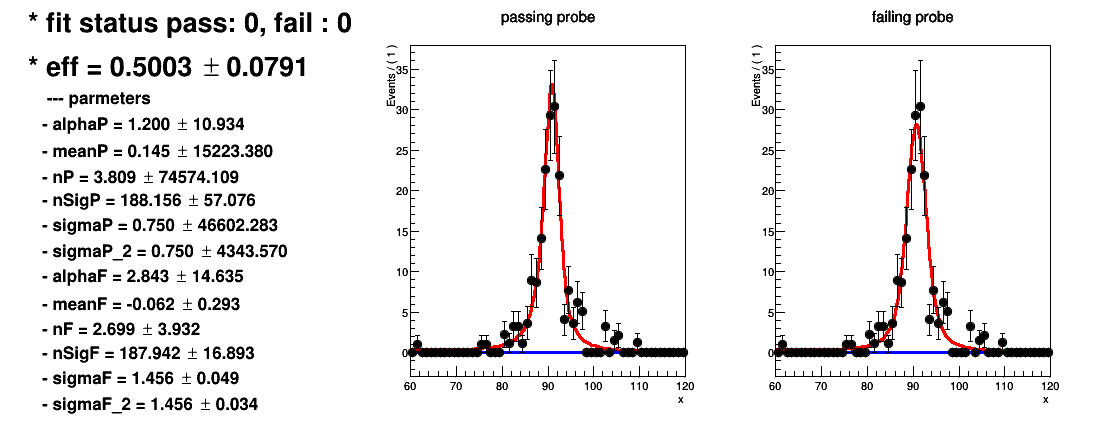 * fit status pass: 0, fail : 0
* eff = 0.5003 ± 0.0791
--- parmeters
- alphaP = 1.200 ± 10.934
- meanP = 0.145 ± 15223.380
- nP = 3.809 ± 74574.109
- nSigP = 188.156 ± 57.076
- sigmaP = 0.750 ± 46602.283
- sigmaP_2 = 0.750 ± 4343.570
- alphaF = 2.843 ± 14.635
- meanF = -0.062 ± 0.293
- nF = 2.699 ± 3.932
- nSigF = 187.942 ± 16.893
- sigmaF = 1.456 ± 0.049
- sigmaF_2 = 1.456 ± 0.034
passing probe
Events / ( 1 )
35
30
25
20
15
10
5
0
60 70 80 90 100 110 120
x
failing probe
Events / ( 1 )
35
30
25
20
15
10
5
0
60 70 80 90 100 110 120
x